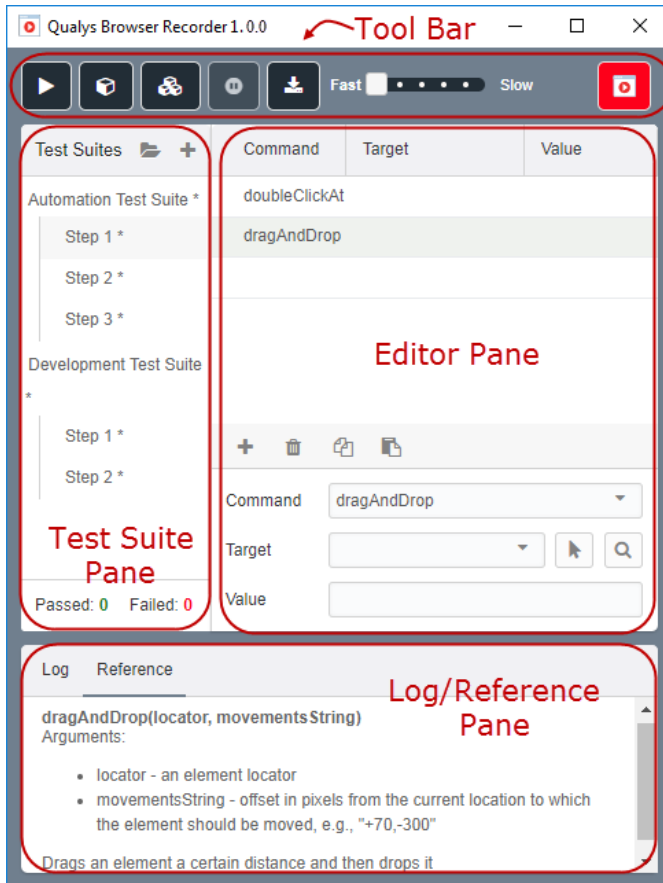 Qualys Browser Recorder 1.0.0
Tool Bar
Fast
Slow
Test Suites
Command Target Value
Automation Test Suite *
Step 1 *
Step 2 *
Step 3 *
Development Test Suite
*
Step 1 *
Step 2 *
Test Suite
Pane
Passed: 0 Failed: 0
doubleClickAt
dragAndDrop
Editor Pane
Command dragAndDrop
Target
Value
Log Reference
Log/Reference
Pane
dragAndDrop(locator, movementsString)
Arguments:
• locator - an element locator
• movementsString - offset in pixels from the current location to which
the element should be moved, e.g., "+70,-300"
Drags an element a certain distance and then drops it